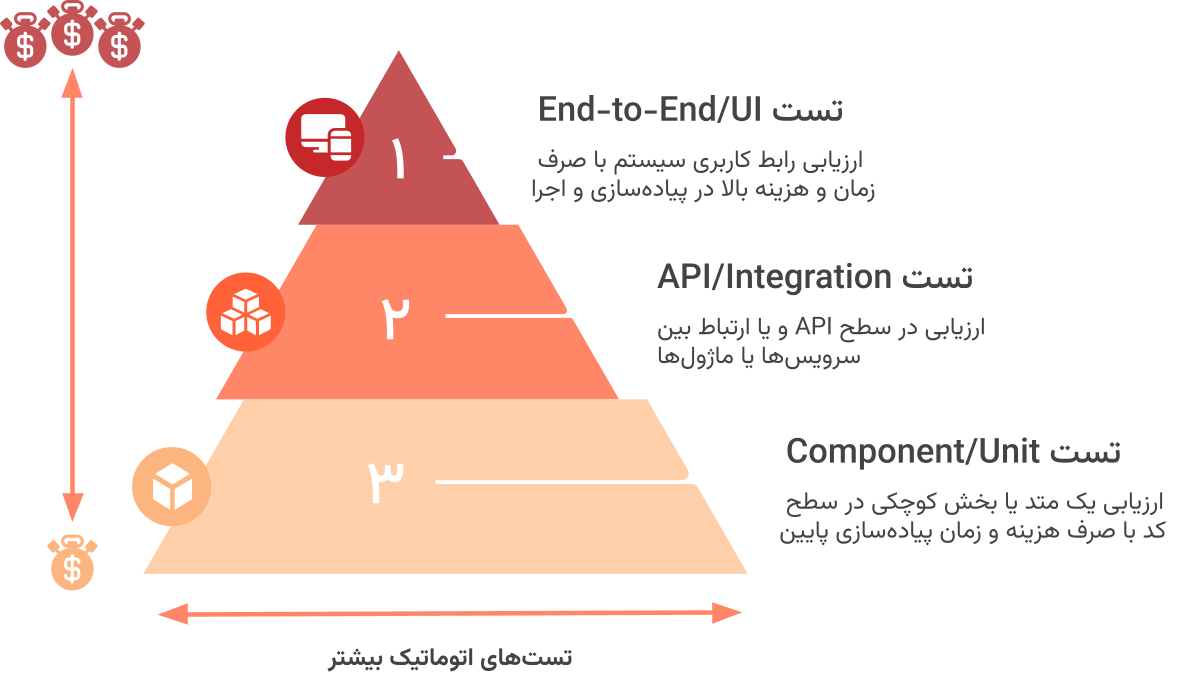 تست End-to-End/UI
ارزیابی رابط کاربری سیستم با صرف
زمان و هزینه بالا در پیاده‌سازی و اجرا
۱
تست API/Integration
ارزیابی در سطح API و یا ارتباط بین
سرویس‌ها یا ماژول‌ها
۲
تست Component/Unit
ارزیابی یک متد یا بخش کوچکی در سطح
کد با صرف هزینه و زمان پیاده‌سازی پایین
۳
تست‌های اتوماتیک بیشتر
$ $ $
$